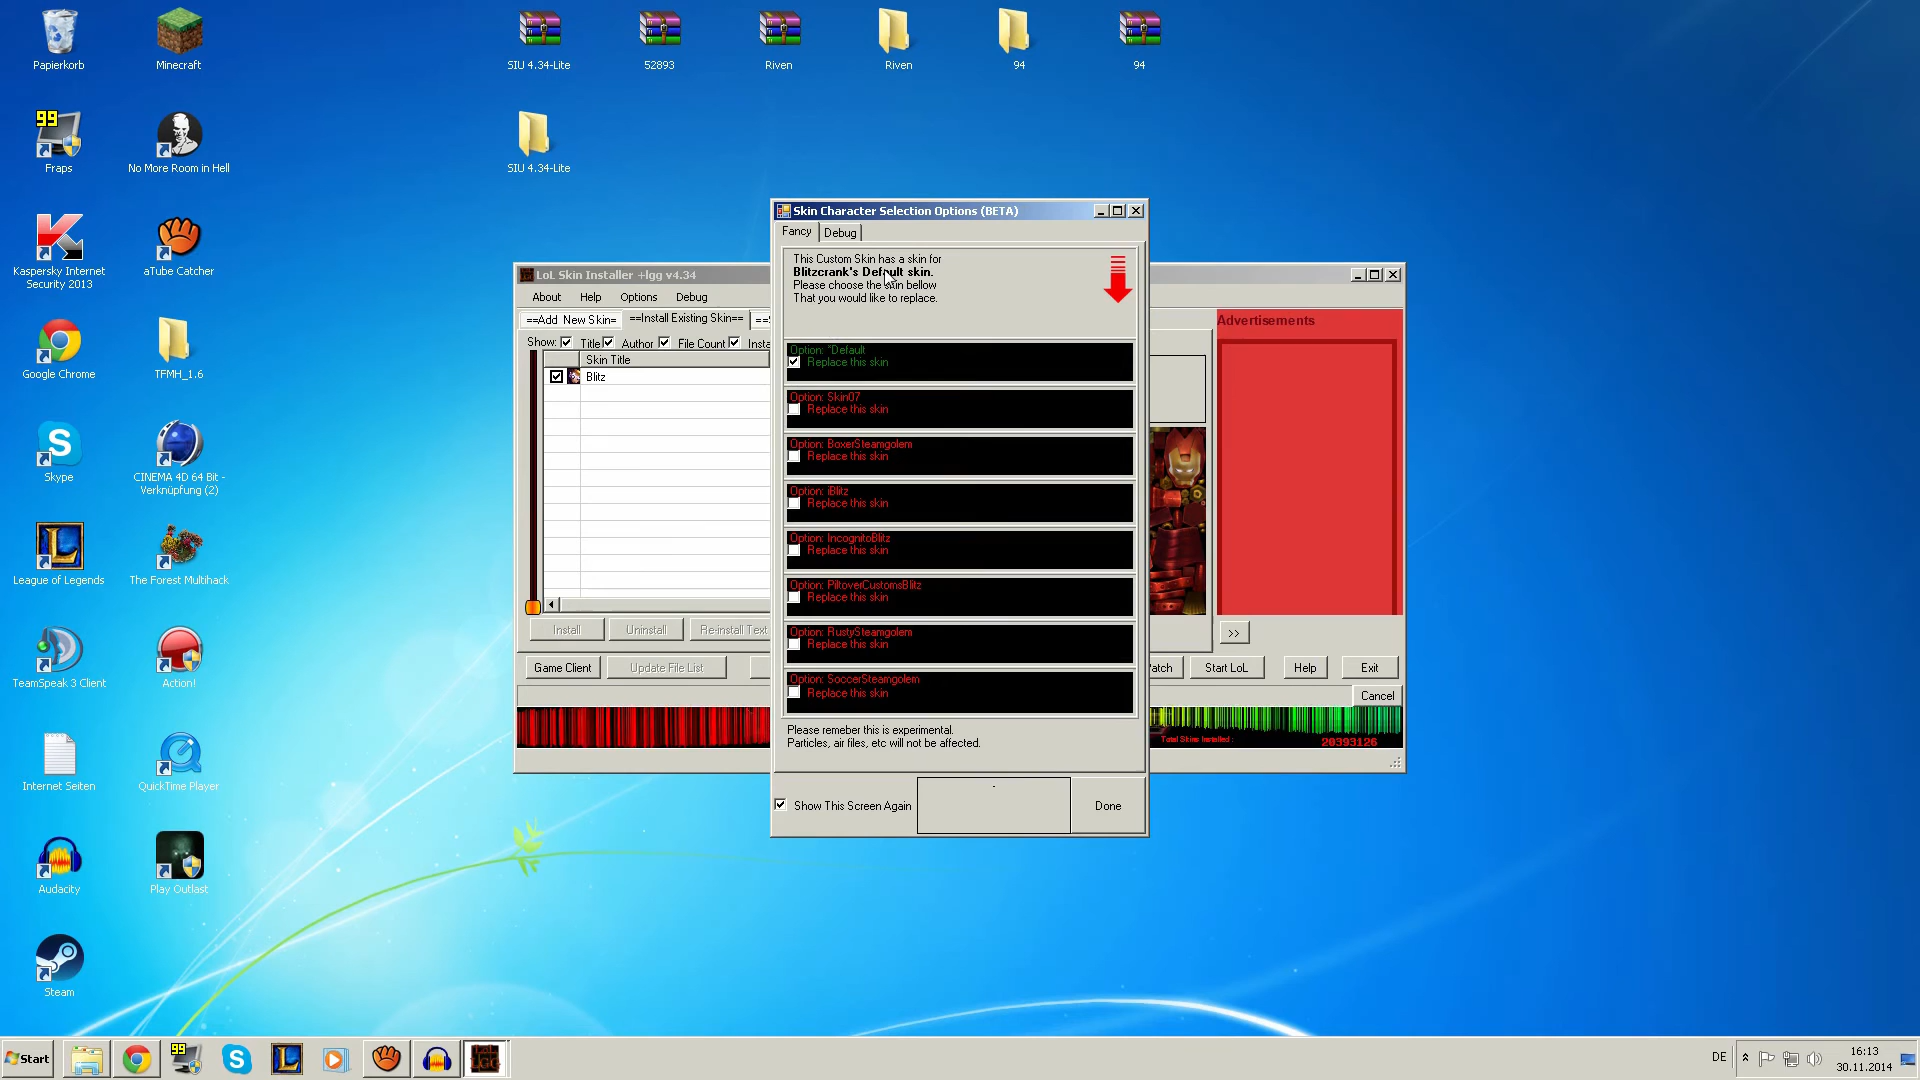 Papierkorb
Minecraft
SIU 4.34-Lite
52893
Riven
Riven
94
94
99
Fraps
No More Room in Hell
SIU 4.34-Lite
Kaspersky Internet
Security 2013
aTube Catcher
Google Chrome
TFMH_1.6
Skype
CINEMA 4D 64 Bit -
Verknüpfung (2)
League of Legends
The Forest Multihack
TeamSpeak 3 Client
Action!
Internet Seiten
QuickTime Player
Audacity
Play Outlast
Steam
LoL Skin Installer +lgg v4.34
About Help Options Debug
==Add New Skin= ==Install Existing Skin== ==
Show: Title Author File Count Insta
Skin Title
Blitz
Install Uninstall Re-install Text
Game Client Update File List
Advertisements
>>
atch Start LoL Help Exit
Cancel
Total Skins Installed : 20393126
Skin Character Selection Options (BETA)
Fancy Debug
This Custom Skin has a skin for
Blitzcrank's Default skin.
Please choose the skin bellow
That you would like to replace.
Option: *Default
Replace this skin
Option: Skin07
Replace this skin
Option: BoxerSteamgolem
Replace this skin
Option: iBlitz
Replace this skin
Option: IncognitoBlitz
Replace this skin
Option: PiltoverCustomsBlitz
Replace this skin
Option: RustySteamgolem
Replace this skin
Option: SoccerSteamgolem
Replace this skin
Please remeber this is experimental.
Particles, air files, etc will not be affected.
Show This Screen Again - Done
Start
99
DE
16:13
30.11.2014